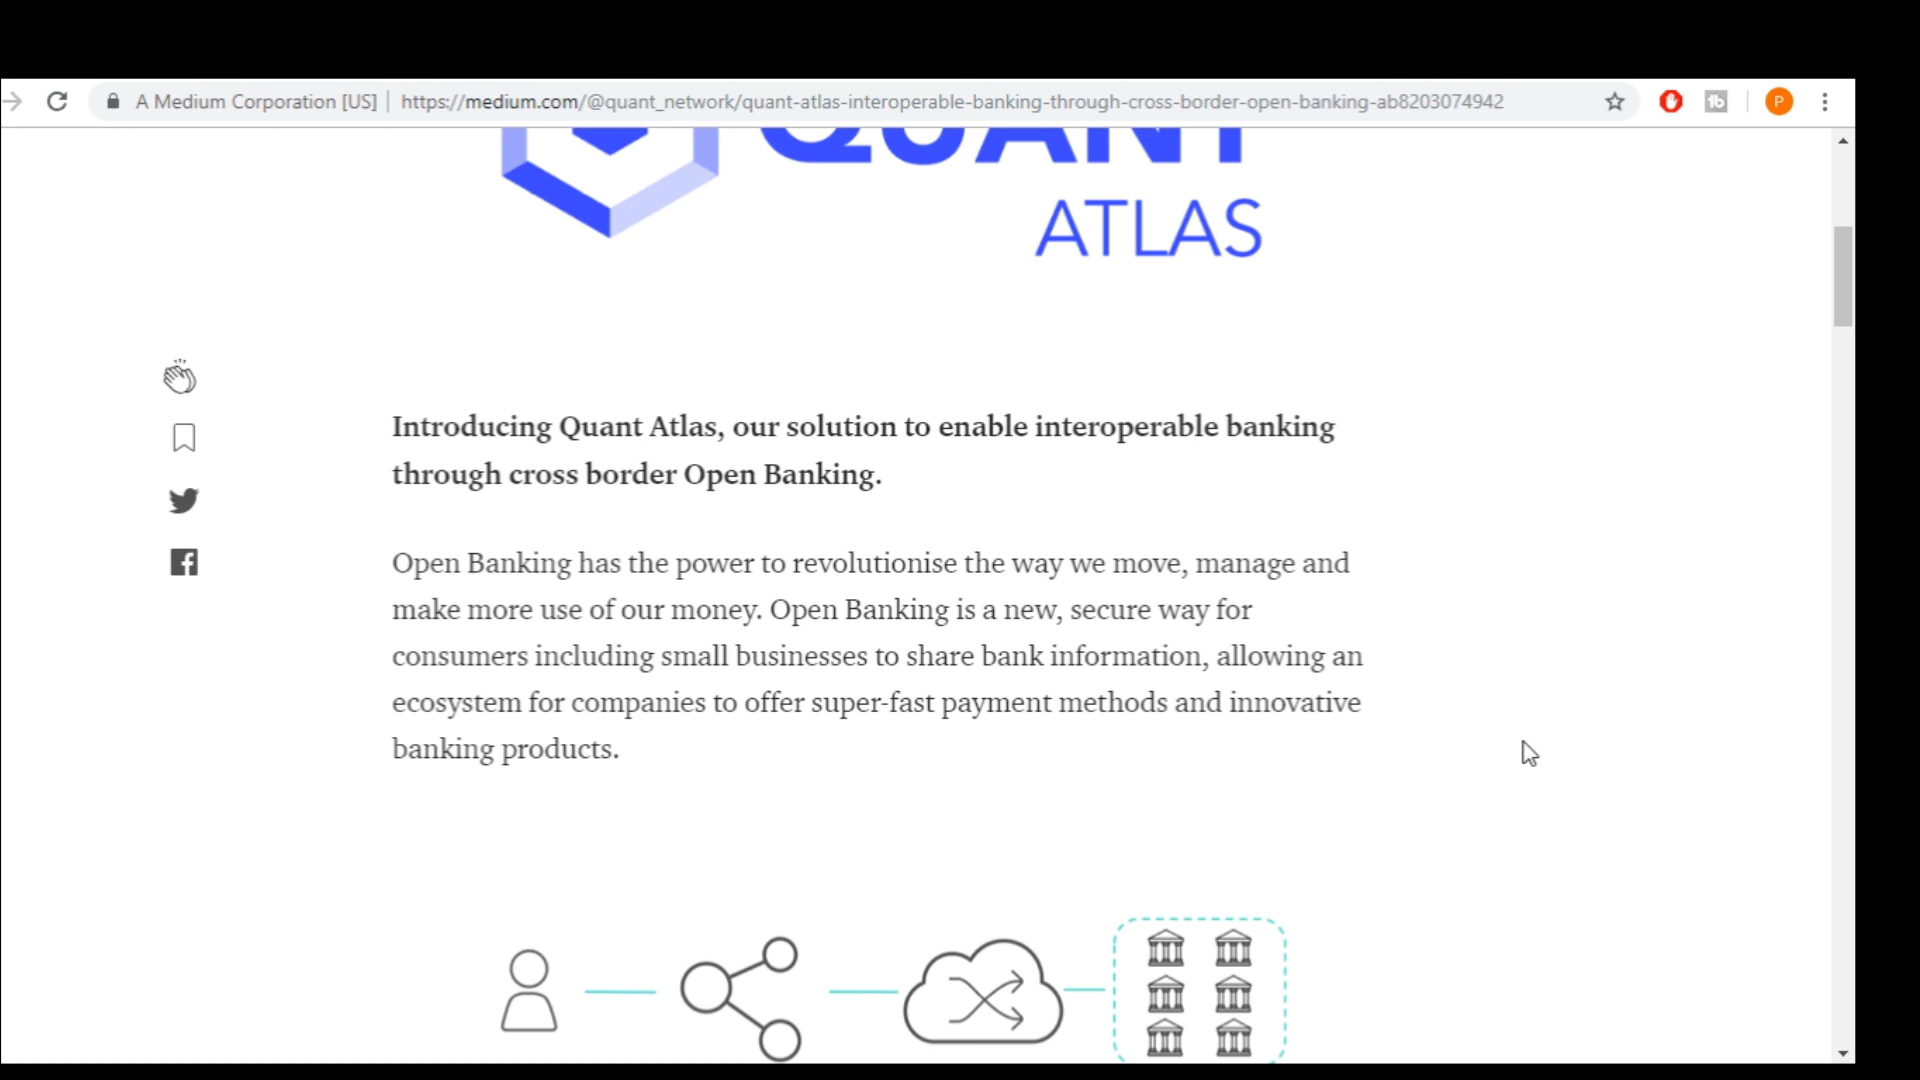 A Medium Corporation [US] | https://medium.com/@quant_network/quant-atlas-interoperable-banking-through-cross-border-open-banking-ab8203074942
P
QUANT
ATLAS
Introducing Quant Atlas, our solution to enable interoperable banking
through cross border Open Banking.
Open Banking has the power to revolutionise the way we move, manage and
make more use of our money. Open Banking is a new, secure way for
consumers including small businesses to share bank information, allowing an
ecosystem for companies to offer super-fast payment methods and innovative
banking products.